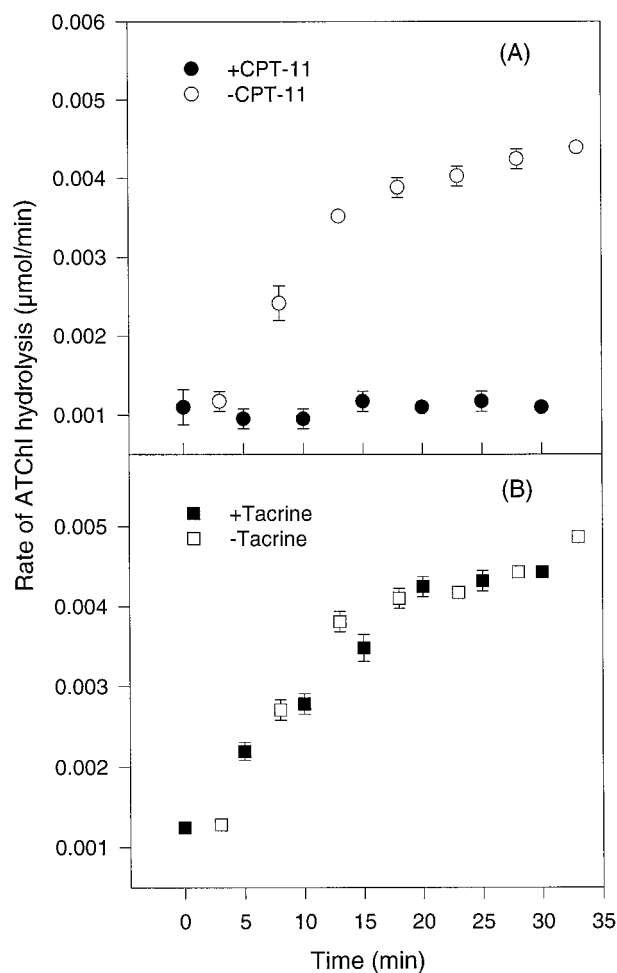 0.006
(A)
+CPT-11
-CPT-11
0.005
0.004
0.003
0.002
0.001
Rate of ATChI hydrolysis (µmol/min)
(B)
+Tacrine
-Tacrine
0.005
0.004
0.003
0.002
0.001
0 5 10 15 20 25 30 35
Time (min)